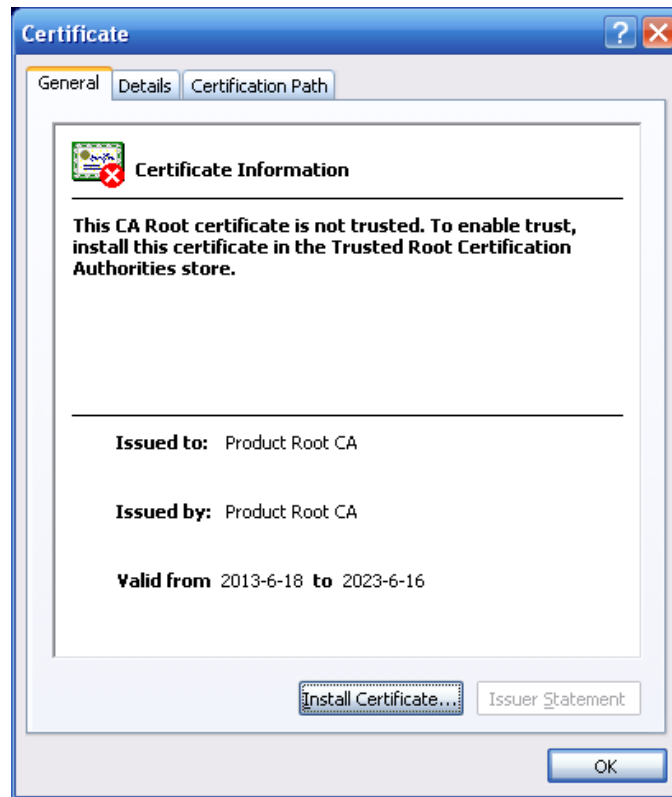 Certificate
General Details Certification Path
Certificate Information
This CA Root certificate is not trusted. To enable trust,
install this certificate in the Trusted Root Certification
Authorities store.
Issued to: Product Root CA
Issued by: Product Root CA
Valid from 2013-6-18 to 2023-6-16
Install Certificate... Issuer Statement
OK